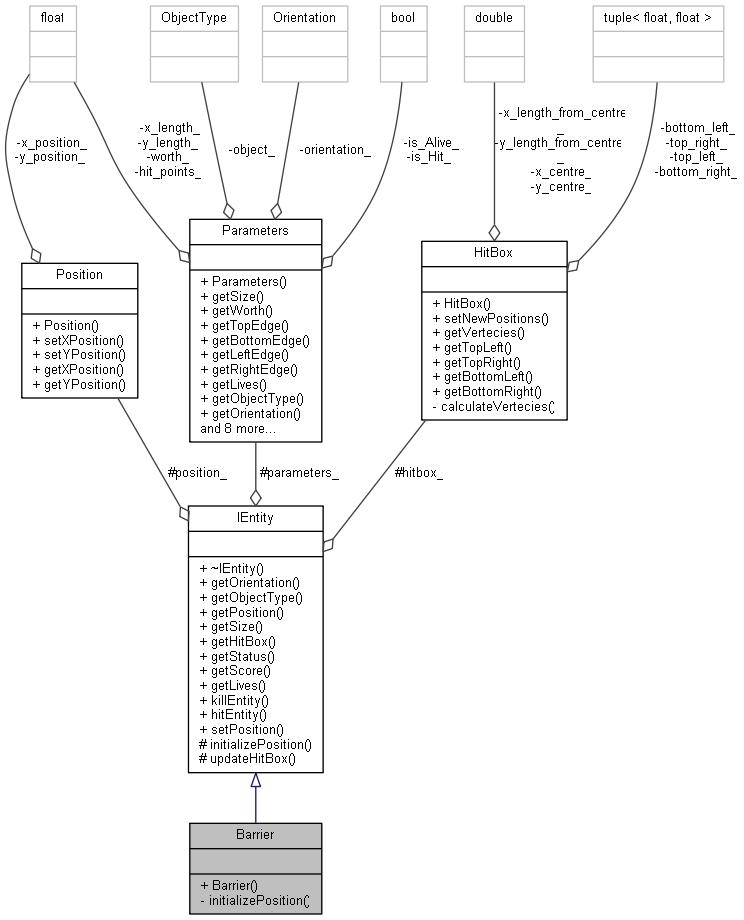 float
ObjectType
Orientation
bool
double
tuple< float, float >
-x_position_
-y_position_
-x_length_
-y_length_
-worth_
-hit_points_
-object_
-orientation_
-is_Alive_
-is_Hit_
-x_length_from_centre
_
-y_length_from_centre
_
-x_centre_
-y_centre_
-bottom_left_
-top_right_
-top_left_
-bottom_right_
Position
+ Position()
+ setXPosition()
+ setYPosition()
+ getXPosition()
+ getYPosition()
Parameters
+ Parameters()
+ getSize()
+ getWorth()
+ getTopEdge()
+ getBottomEdge()
+ getLeftEdge()
+ getRightEdge()
+ getLives()
+ getObjectType()
+ getOrientation()
and 8 more...
HitBox
+ HitBox()
+ setNewPositions()
+ getVertecies()
+ getTopLeft()
+ getTopRight()
+ getBottomLeft()
+ getBottomRight()
- calculateVertecies()
#position_
#parameters_
#hitbox_
IEntity
+ ~IEntity()
+ getOrientation()
+ getObjectType()
+ getPosition()
+ getSize()
+ getHitBox()
+ getStatus()
+ getScore()
+ getLives()
+ killEntity()
+ hitEntity()
+ setPosition()
# initializePosition()
# updateHitBox()
Barrier
+ Barrier()
- initializePosition()